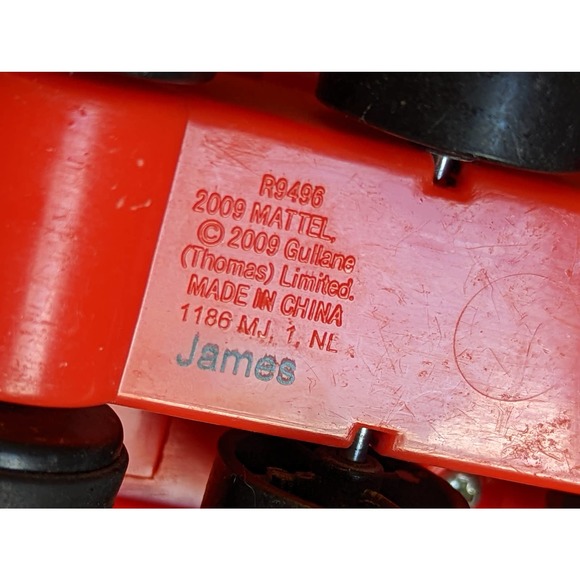 R9496
2009 MATTEL,
© 2009 Gullane
(Thomas) Limited.
MADE IN CHINA
1186 MJ, 1, NL
James